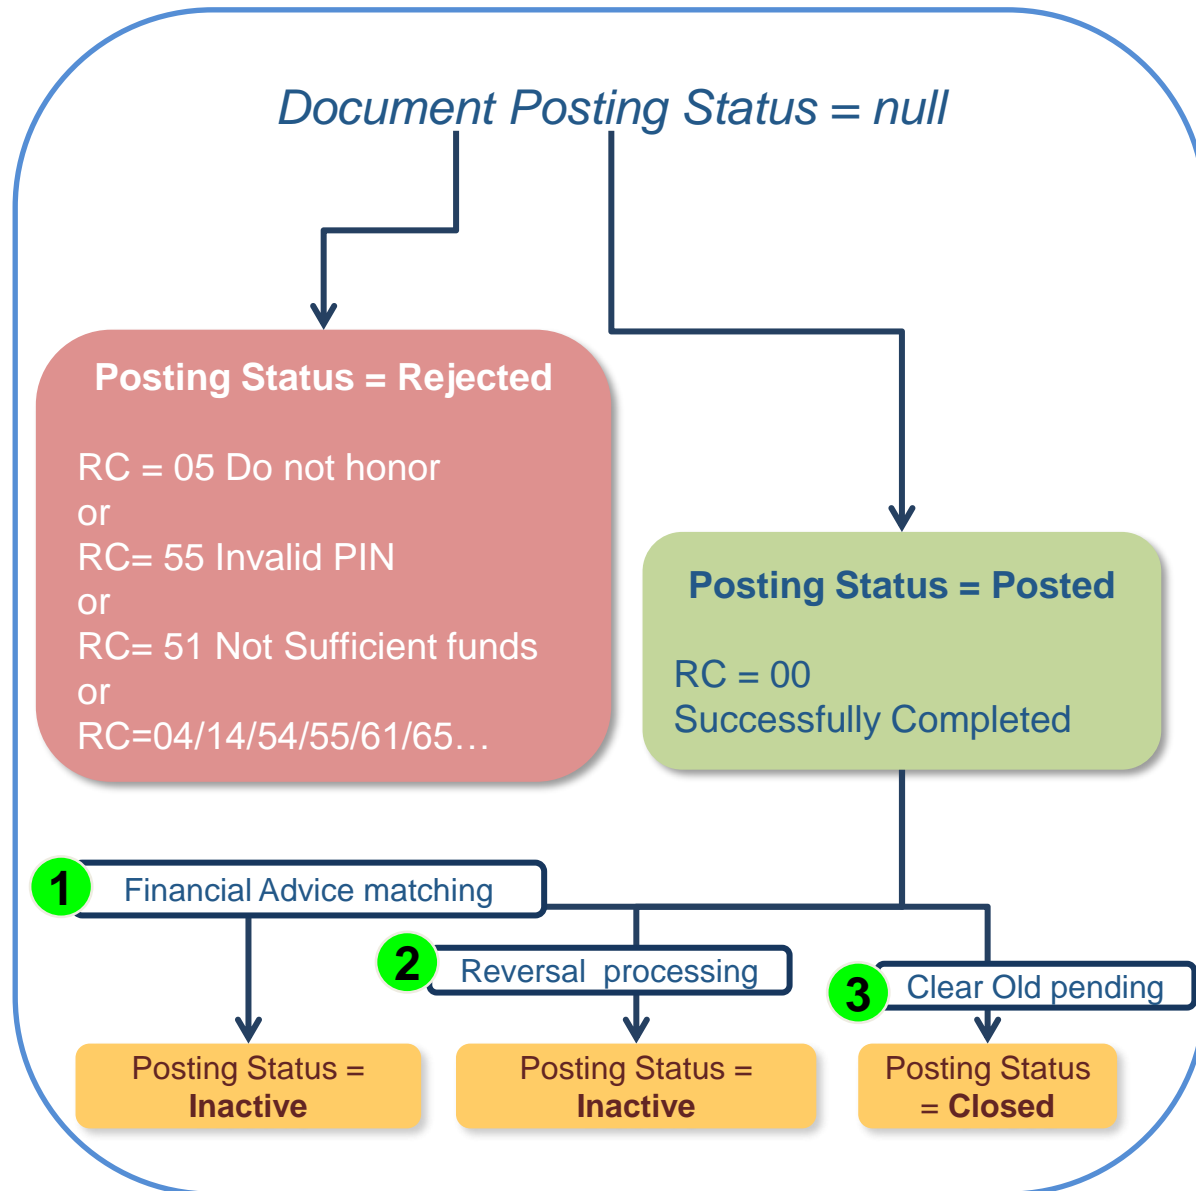 Document Posting Status = null
Posting Status = Rejected
RC = 05 Do not honor
or
RC= 55 Invalid PIN
or
RC= 51 Not Sufficient funds
or
RC=04/14/54/55/61/65…
Posting Status = Posted
RC = 00
Successfully Completed
1 Financial Advice matching
2 Reversal  processing
3 Clear Old pending
Posting Status =
Inactive
Posting Status =
Inactive
Posting Status
= Closed